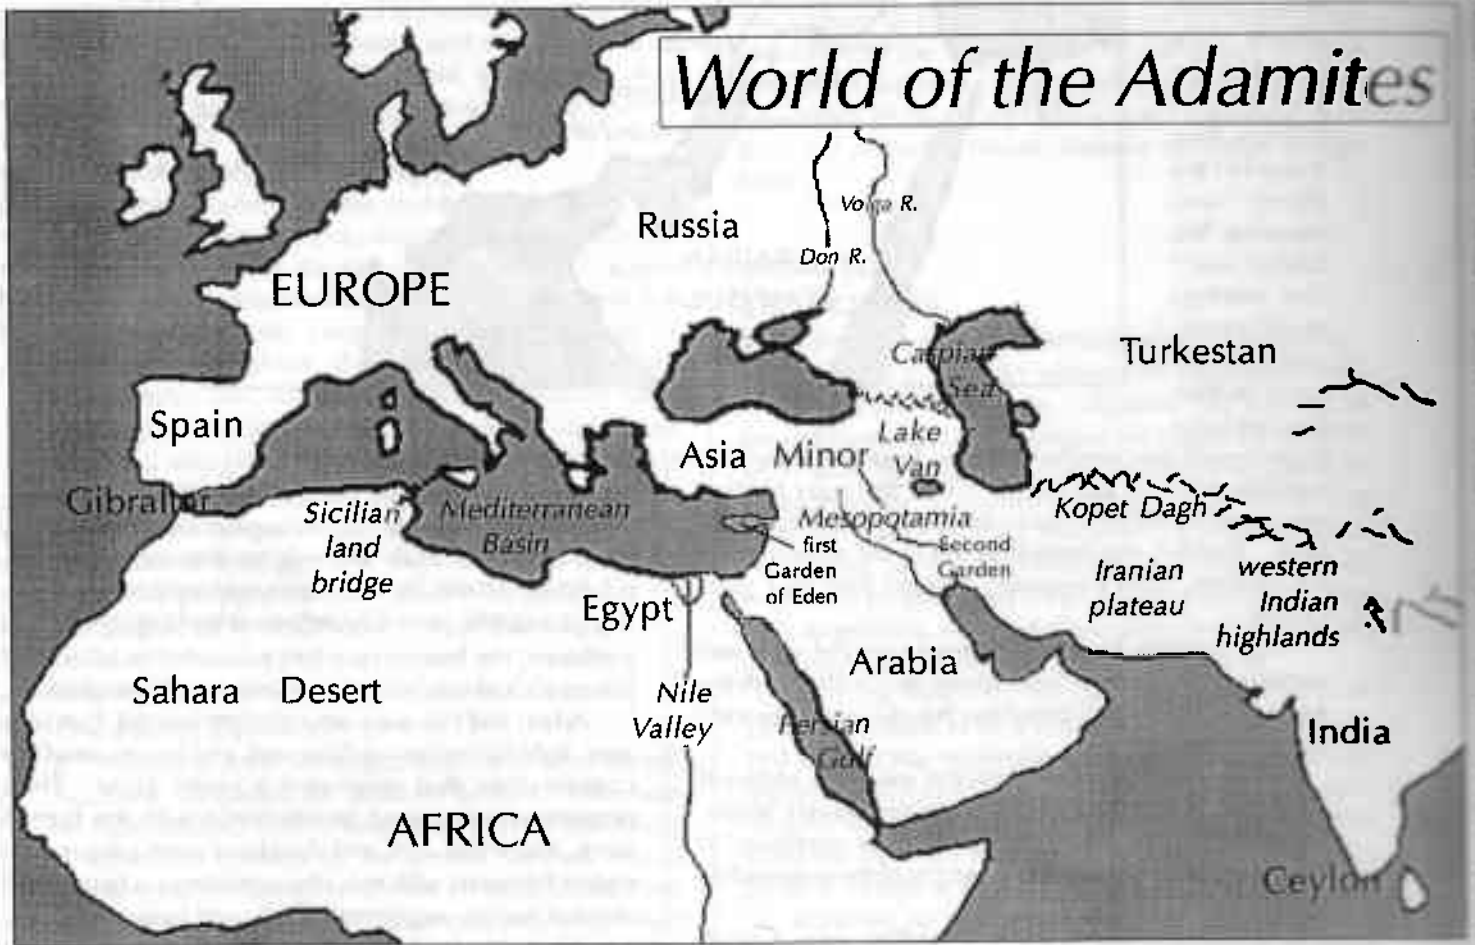 World of the Adamites
Volga R.
Russia
Don R.
EUROPE
Caspian
Sea
Turkestan
Spain
Lake
Van
Asia Minor
Gibraltar
Sicilian
land
bridge
Mediterranean
Basin
Mesopotamia
Kopet Dagh
first
Garden
of Eden
Second
Garden
Iranian
plateau
western
Indian
highlands
Egypt
Arabia
Sahara Desert
Nile
Valley
Persian
Gulf
India
AFRICA
Ceylon